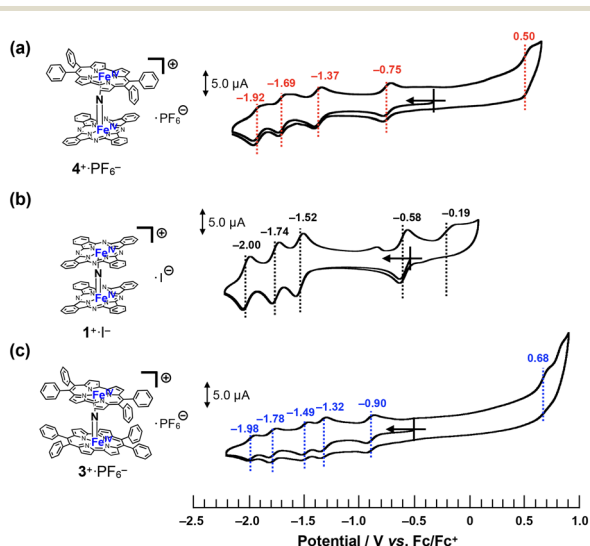 (a)
Fe^IV
N
Fe^IV
⊕
· PF₆⊖
4⁺·PF₆⁻
5.0 μA
−1.92
−1.69
−1.37
−0.75
0.50
(b)
Fe^IV
N
Fe^IV
⊕
· I⊖
1⁺·I⁻
5.0 μA
−2.00
−1.74
−1.52
−0.58
−0.19
(c)
Fe^IV
N
Fe^IV
⊕
· PF₆⊖
3⁺·PF₆⁻
5.0 μA
−1.98
−1.78
−1.49
−1.32
−0.90
0.68
−2.5 −2.0 −1.5 −1.0 −0.5 0 0.5 1.0
Potential / V vs. Fc/Fc⁺